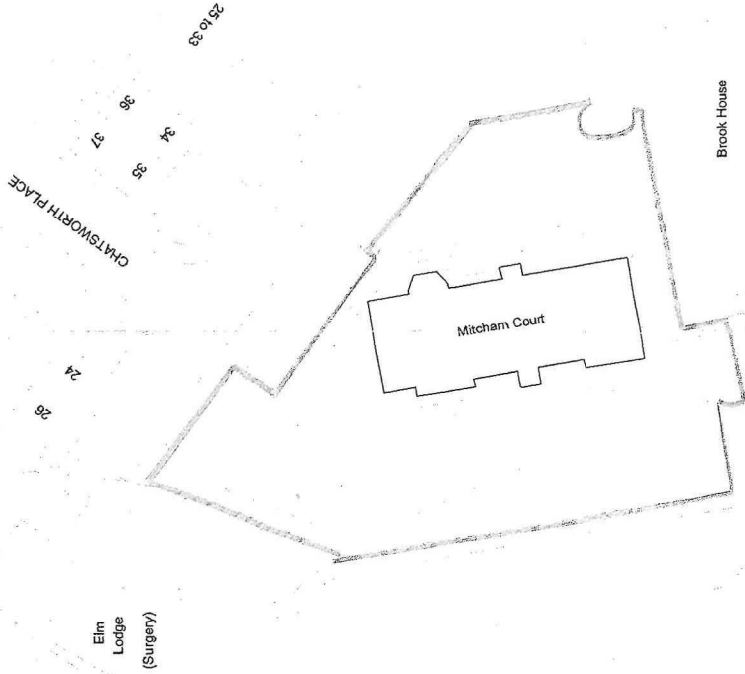 25 to 33
36
37
34
35
CHATSWORTH PLACE
24
26
Brook House
Mitcham Court
Elm
Lodge
(Surgery)